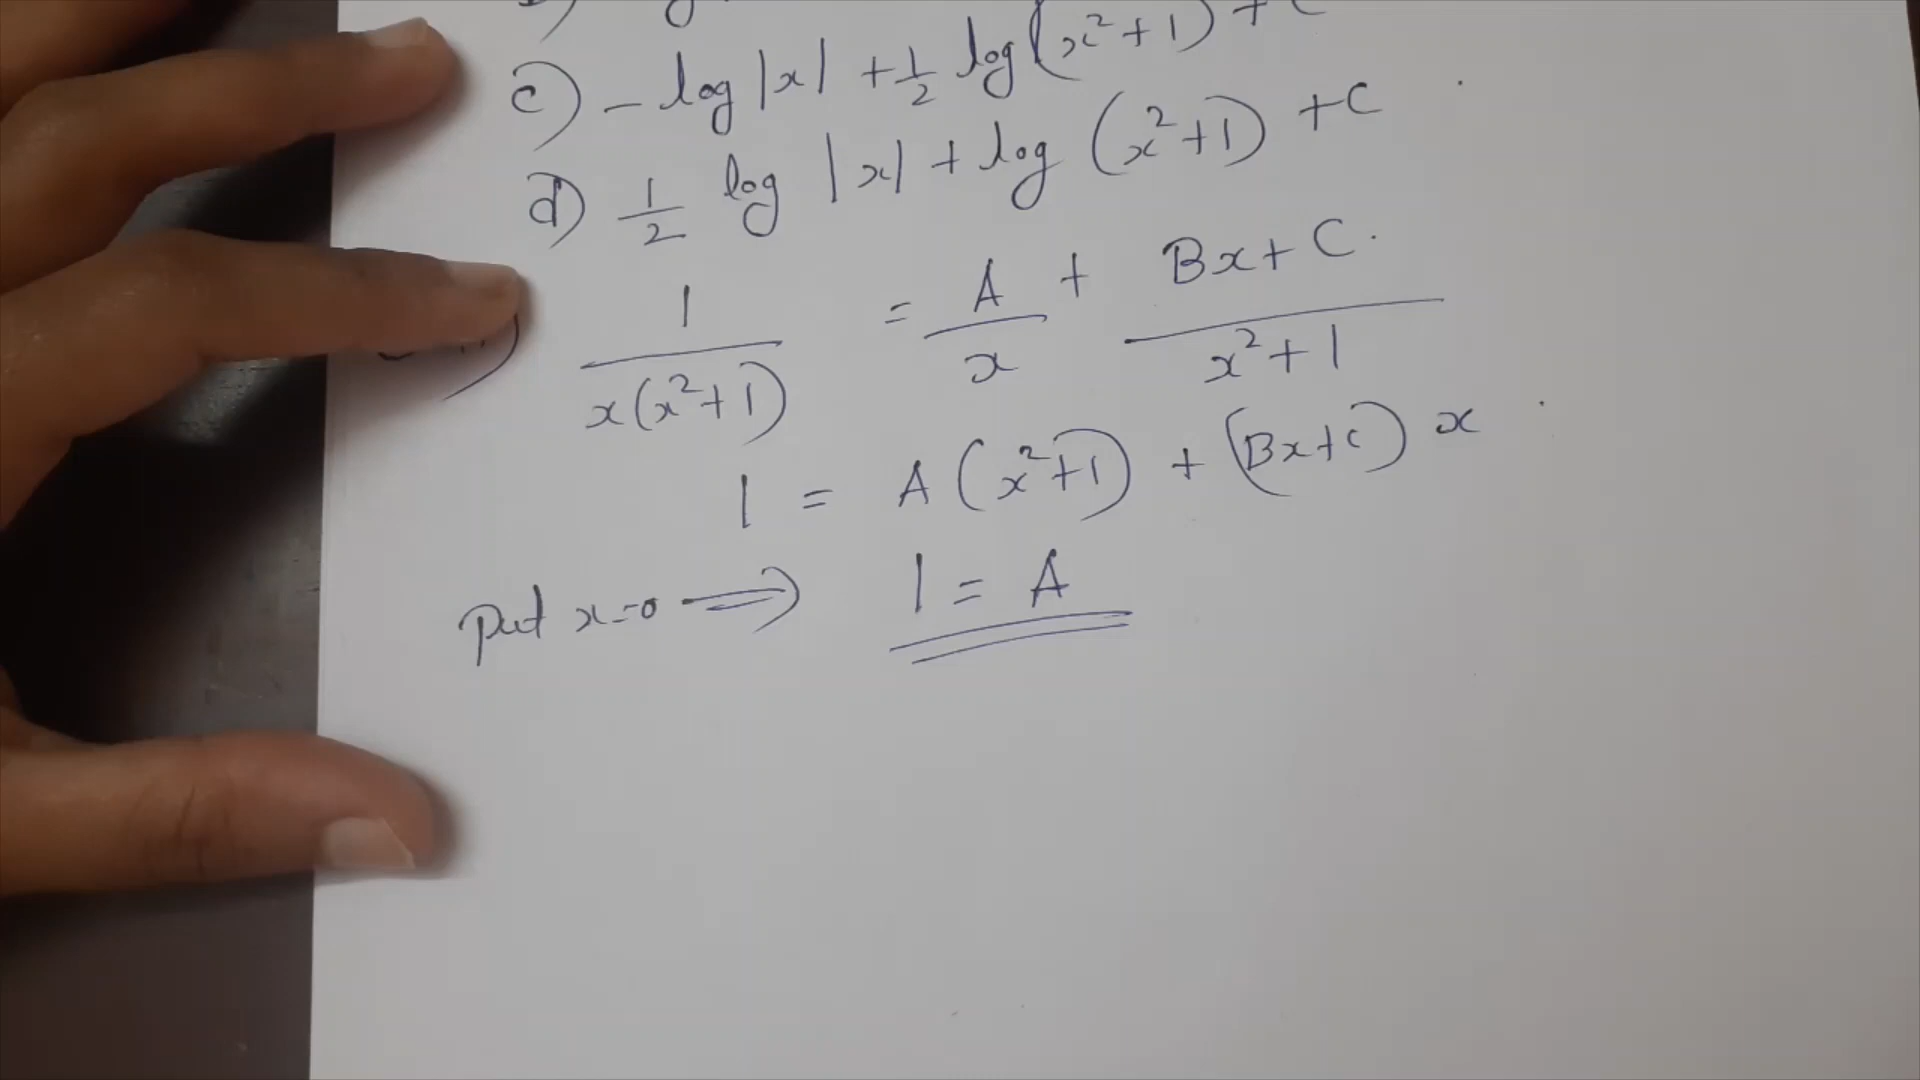 c) - log |x| + 1/2 log (x² + 1) + C
d) 1/2 log |x| + log (x² + 1) + C
1/(x(x² + 1)) = A/x + (Bx + C)/(x² + 1)
1 = A (x² + 1) + (Bx + C) x
put x = 0 ⟹ 1 = A